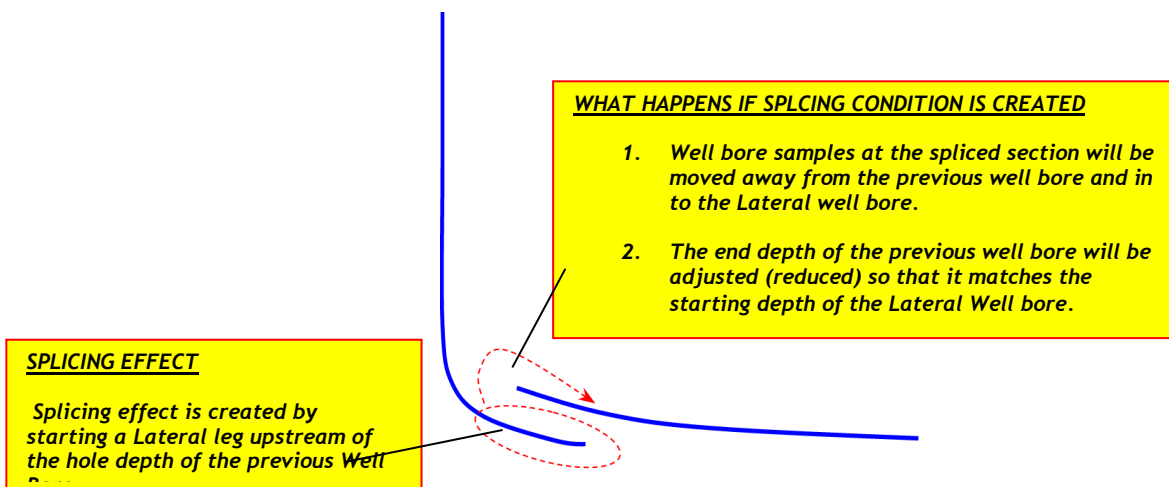 WHAT HAPPENS IF SPLCING CONDITION IS CREATED
1. Well bore samples at the spliced section will be
moved away from the previous well bore and in
to the Lateral well bore.
2. The end depth of the previous well bore will be
adjusted (reduced) so that it matches the
starting depth of the Lateral Well bore.
SPLICING EFFECT
Splicing effect is created by
starting a Lateral leg upstream of
the hole depth of the previous Well